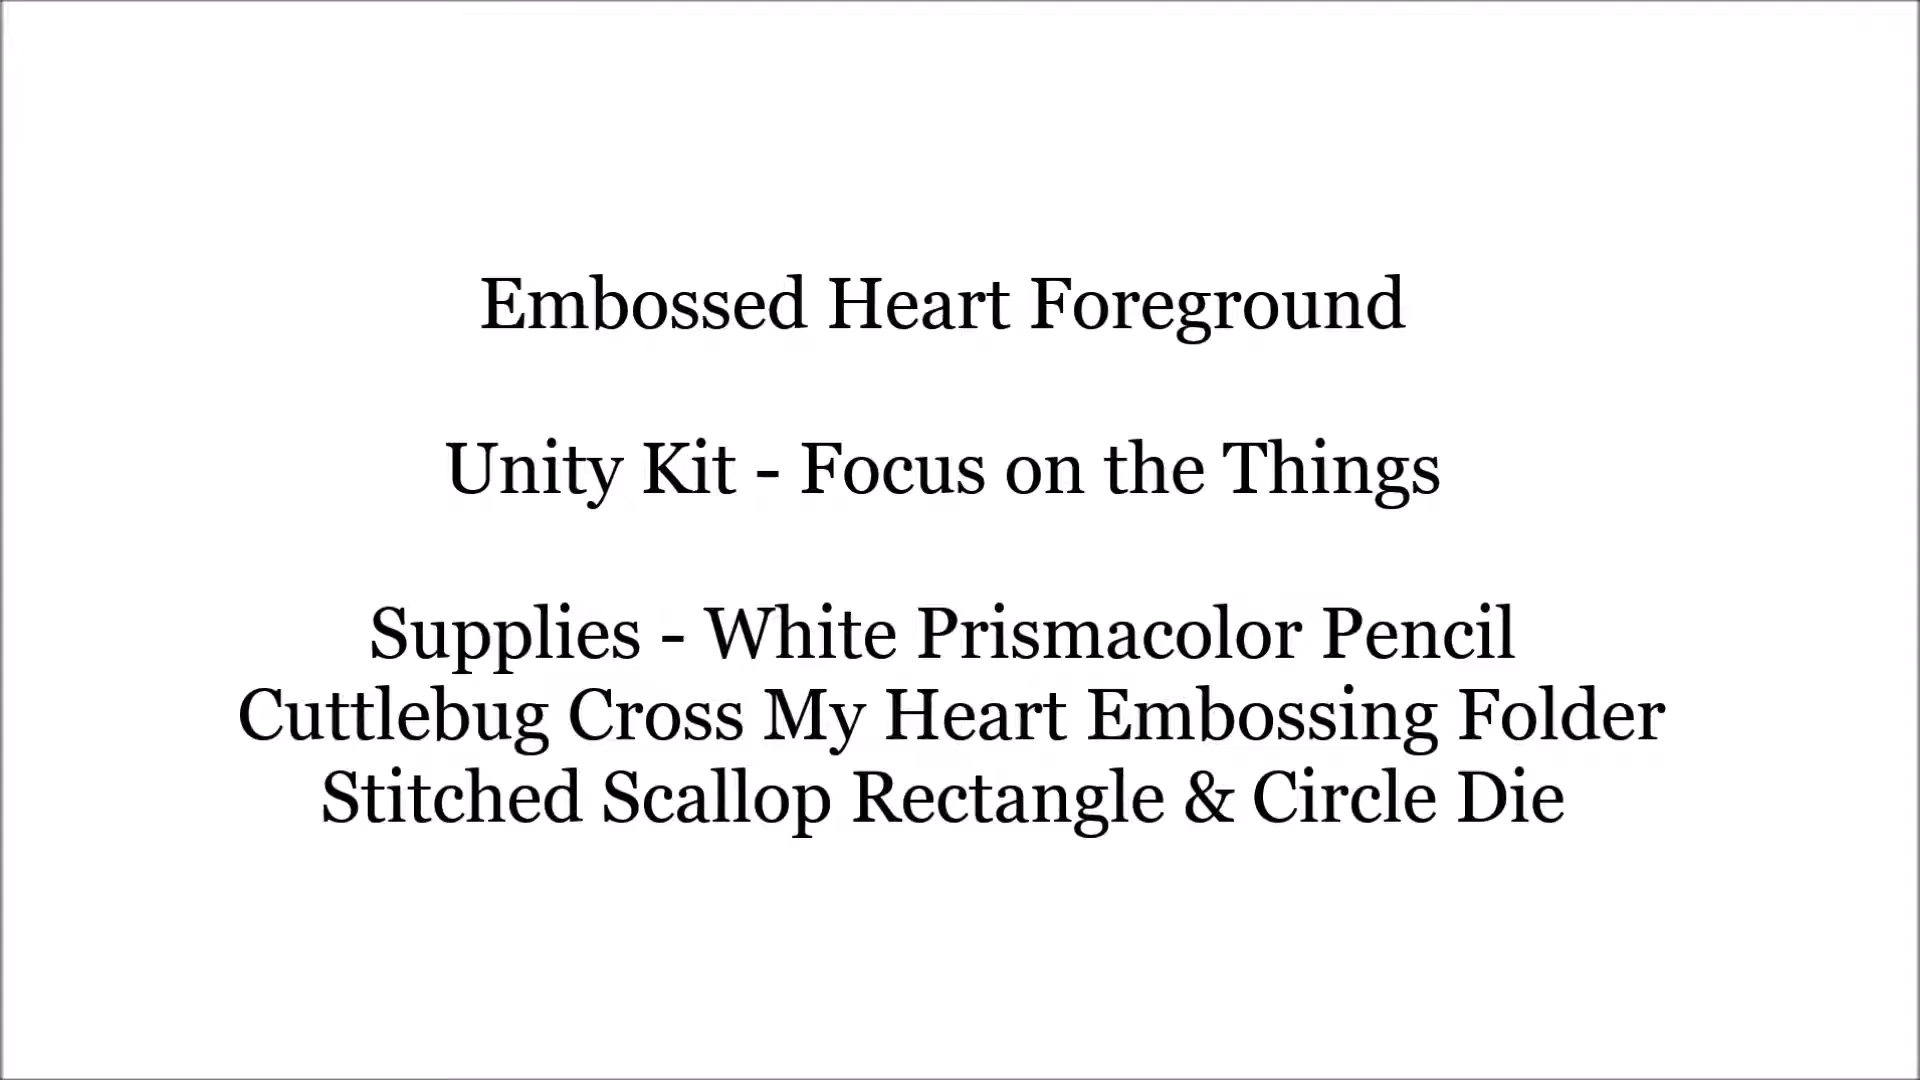 Embossed Heart Foreground
Unity Kit - Focus on the Things
Supplies - White Prismacolor Pencil
Cuttlebug Cross My Heart Embossing Folder
Stitched Scallop Rectangle & Circle Die